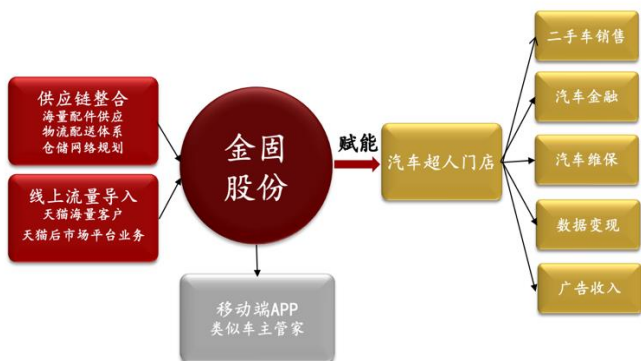 供应链整合
海量配件供应
物流配送体系
仓储网络规划
线上流量导入
天猫海量客户
天猫后市场平台业务
金固
股份
赋能
汽车超人门店
移动端APP
类似车主管家
二手车销售
汽车金融
汽车维保
数据变现
广告收入